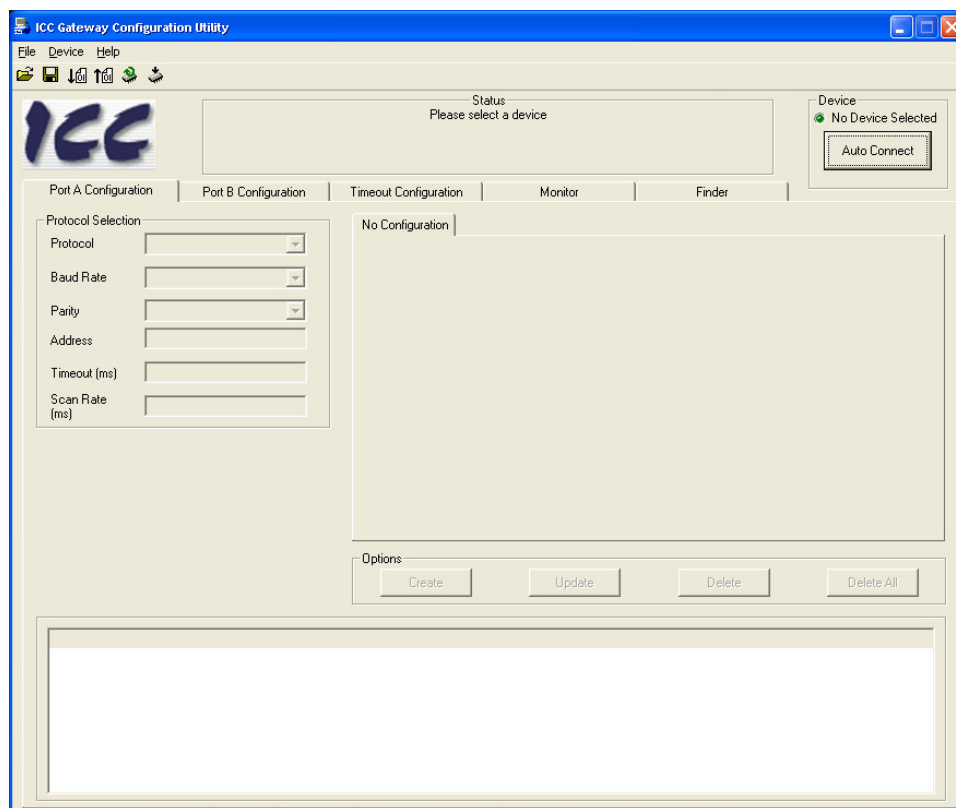 ICC Gateway Configuration Utility
File Device Help
ICC
Status
Please select a device
Device
No Device Selected
Auto Connect
Port A Configuration
Port B Configuration
Timeout Configuration
Monitor
Finder
Protocol Selection
Protocol
Baud Rate
Parity
Address
Timeout (ms)
Scan Rate
(ms)
No Configuration
Options
Create
Update
Delete
Delete All